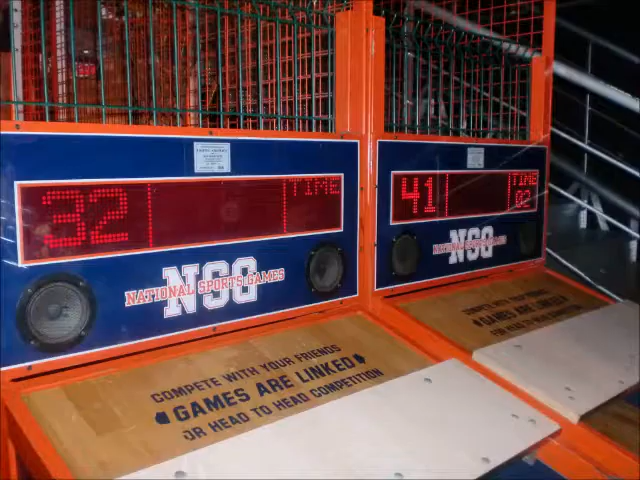 32
TIME
NSG
NATIONAL SPORTS GAMES
COMPETE WITH YOUR FRIENDS
GAMES ARE LINKED
OR HEAD TO HEAD COMPETITION
41
TIME
02
NSG
NATIONAL SPORTS GAMES
COMPETE WITH YOUR FRIENDS
GAMES ARE LINKED
OR HEAD TO HEAD COMPETITION